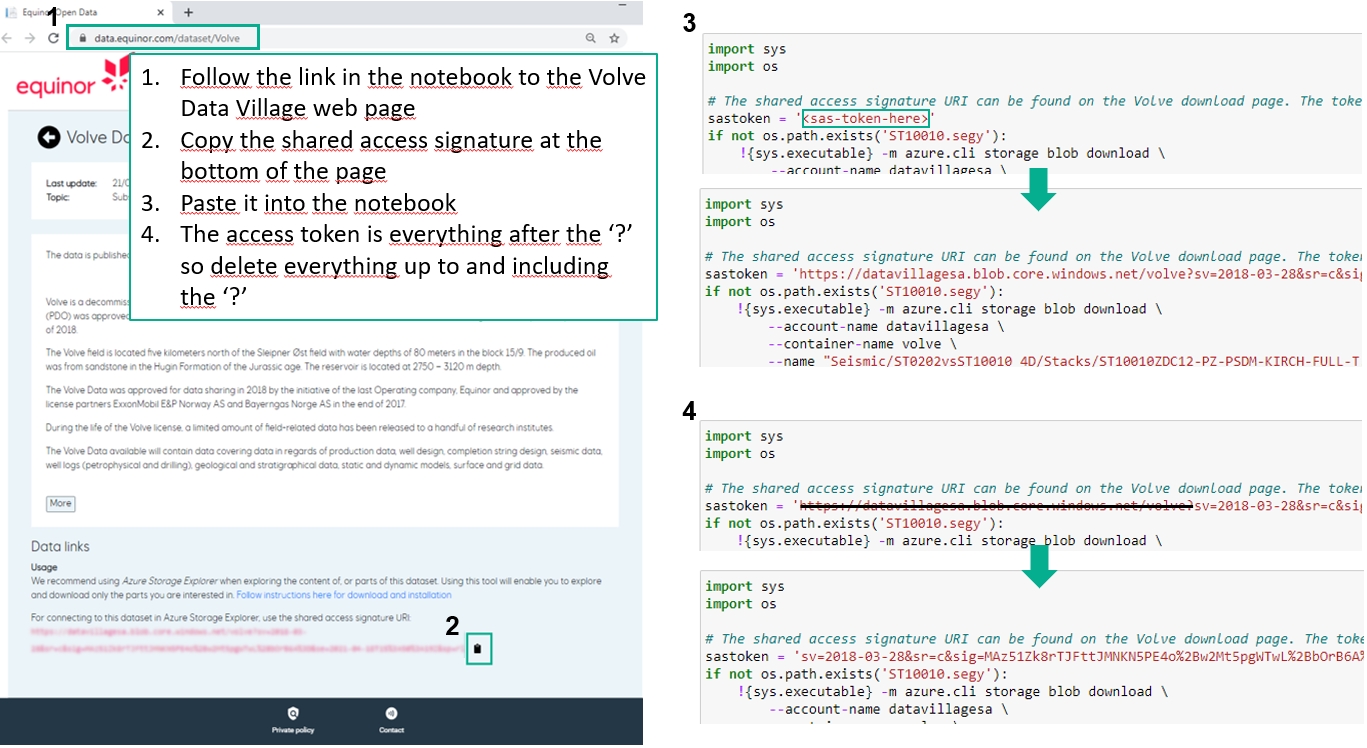 1
Equinor Open Data
data.equinor.com/dataset/Volve
equinor
1. Follow the link in the notebook to the Volve
Data Village web page
2. Copy the shared access signature at the
bottom of the page
3. Paste it into the notebook
4. The access token is everything after the ‘?’
so delete everything up to and including
the ‘?’
Volve
Last update: 21/0
Topic: Sub
The data is published
Volve is a decommiss
(PDO) was approved
of 2018.
The Volve field is located five kilometers north of the Sleipner Øst field with water depths of 80 meters in the block 15/9. The produced oil
was from sandstone in the Hugin Formation of the Jurassic age. The reservoir is located at 2750 – 3120 m depth.
The Volve Data was approved for data sharing in 2018 by the initiative of the last Operating company, Equinor and approved by the
license partners ExxonMobil E&P Norway AS and Bayerngas Norge AS in the end of 2017.
During the life of the Volve license, a limited amount of field-related data has been released to a handful of research institutes.
The Volve Data available will contain data covering data in regards of production data, well design, completion string design, seismic data,
well logs (petrophysical and drilling), geological and stratigraphical data, static and dynamic models, surface and grid data.
More
Data links
Usage
We recommend using Azure Storage Explorer when exploring the content of, or parts of this dataset. Using this tool will enable you to explore
and download only the parts you are interested in. Follow instructions here for download and installation
For connecting to this dataset in Azure Storage Explorer, use the shared access signature URI:
2
Private policy
Contact
3
import sys
import os
# The shared access signature URI can be found on the Volve download page. The toke
sastoken = '<sas-token-here>'
if not os.path.exists('ST10010.segy'):
!{sys.executable} -m azure.cli storage blob download \
--account-name datavillagesa \
import sys
import os
# The shared access signature URI can be found on the Volve download page. The token
sastoken = 'https://datavillagesa.blob.core.windows.net/volve?sv=2018-03-28&sr=c&sig
if not os.path.exists('ST10010.segy'):
!{sys.executable} -m azure.cli storage blob download \
--account-name datavillagesa \
--container-name volve \
--name "Seismic/ST0202vsST10010 4D/Stacks/ST10010ZDC12-PZ-PSDM-KIRCH-FULL-T
4
import sys
import os
# The shared access signature URI can be found on the Volve download page. The token
sastoken = 'https://datavillagesa.blob.core.windows.net/volve?sv=2018-03-28&sr=c&sig
if not os.path.exists('ST10010.segy'):
!{sys.executable} -m azure.cli storage blob download \
import sys
import os
# The shared access signature URI can be found on the Volve download page. The toke
sastoken = 'sv=2018-03-28&sr=c&sig=MAz51Zk8rTJFttJMNKN5PE4o%2Bw2Mt5pgWTwL%2BbOrB6A%
if not os.path.exists('ST10010.segy'):
!{sys.executable} -m azure.cli storage blob download \
--account-name datavillagesa \